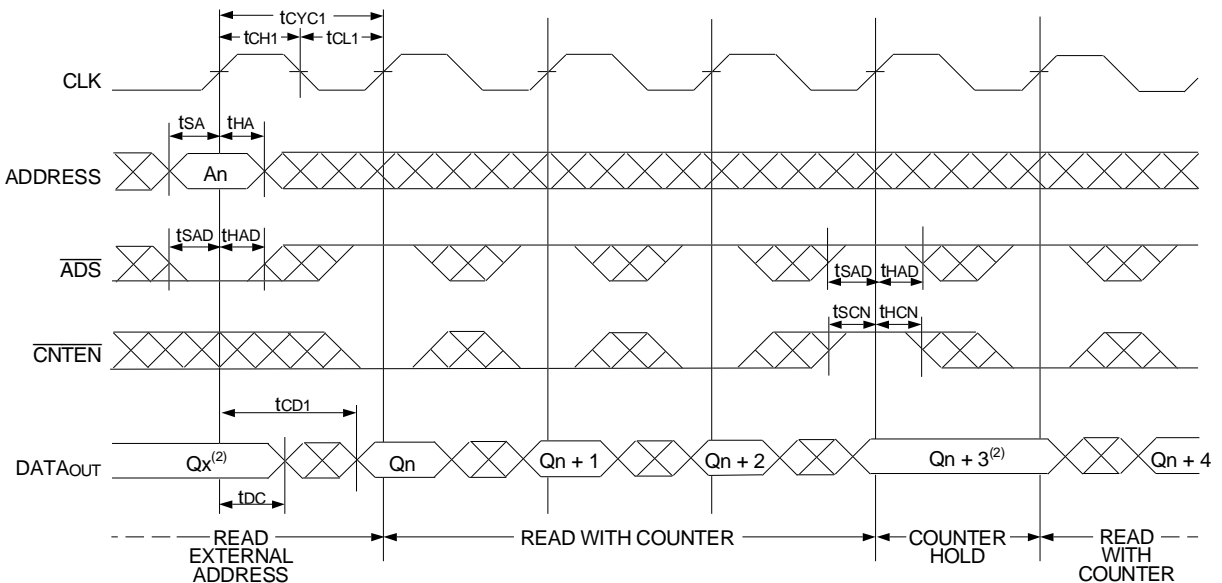 tCYC1
tCH1 tCL1
CLK
tSA tHA
ADDRESS An
tSAD tHAD
ADS
tSAD tHAD
tSCN tHCN
CNTEN
tCD1
DATAOUT Qx(2) Qn Qn + 1 Qn + 2 Qn + 3(2) Qn + 4
tDC
READ EXTERNAL ADDRESS
READ WITH COUNTER
COUNTER HOLD
READ WITH COUNTER